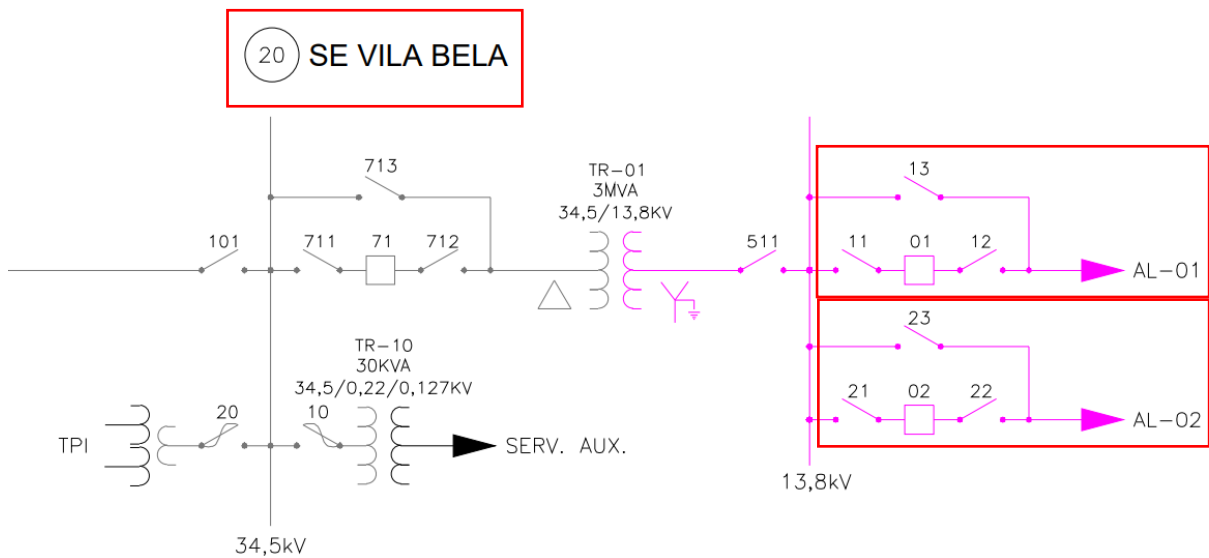 20 SE VILA BELA
713
TR-01
3MVA
34,5/13,8KV
13
101
711
71
712
511
11
01
12
AL-01
23
TR-10
30KVA
34,5/0,22/0,127KV
21
02
22
AL-02
TPI
20
10
SERV. AUX.
13,8kV
34,5kV